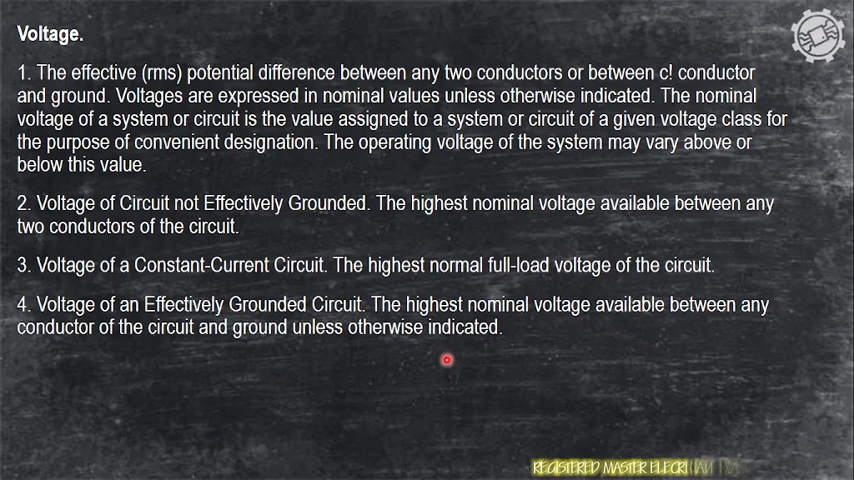 Voltage.
1. The effective (rms) potential difference between any two conductors or between c! conductor
and ground. Voltages are expressed in nominal values unless otherwise indicated. The nominal
voltage of a system or circuit is the value assigned to a system or circuit of a given voltage class for
the purpose of convenient designation. The operating voltage of the system may vary above or
below this value.
2. Voltage of Circuit not Effectively Grounded. The highest nominal voltage available between any
two conductors of the circuit.
3. Voltage of a Constant-Current Circuit. The highest normal full-load voltage of the circuit.
4. Voltage of an Effectively Grounded Circuit. The highest nominal voltage available between any
conductor of the circuit and ground unless otherwise indicated.
REGISTERED MASTER